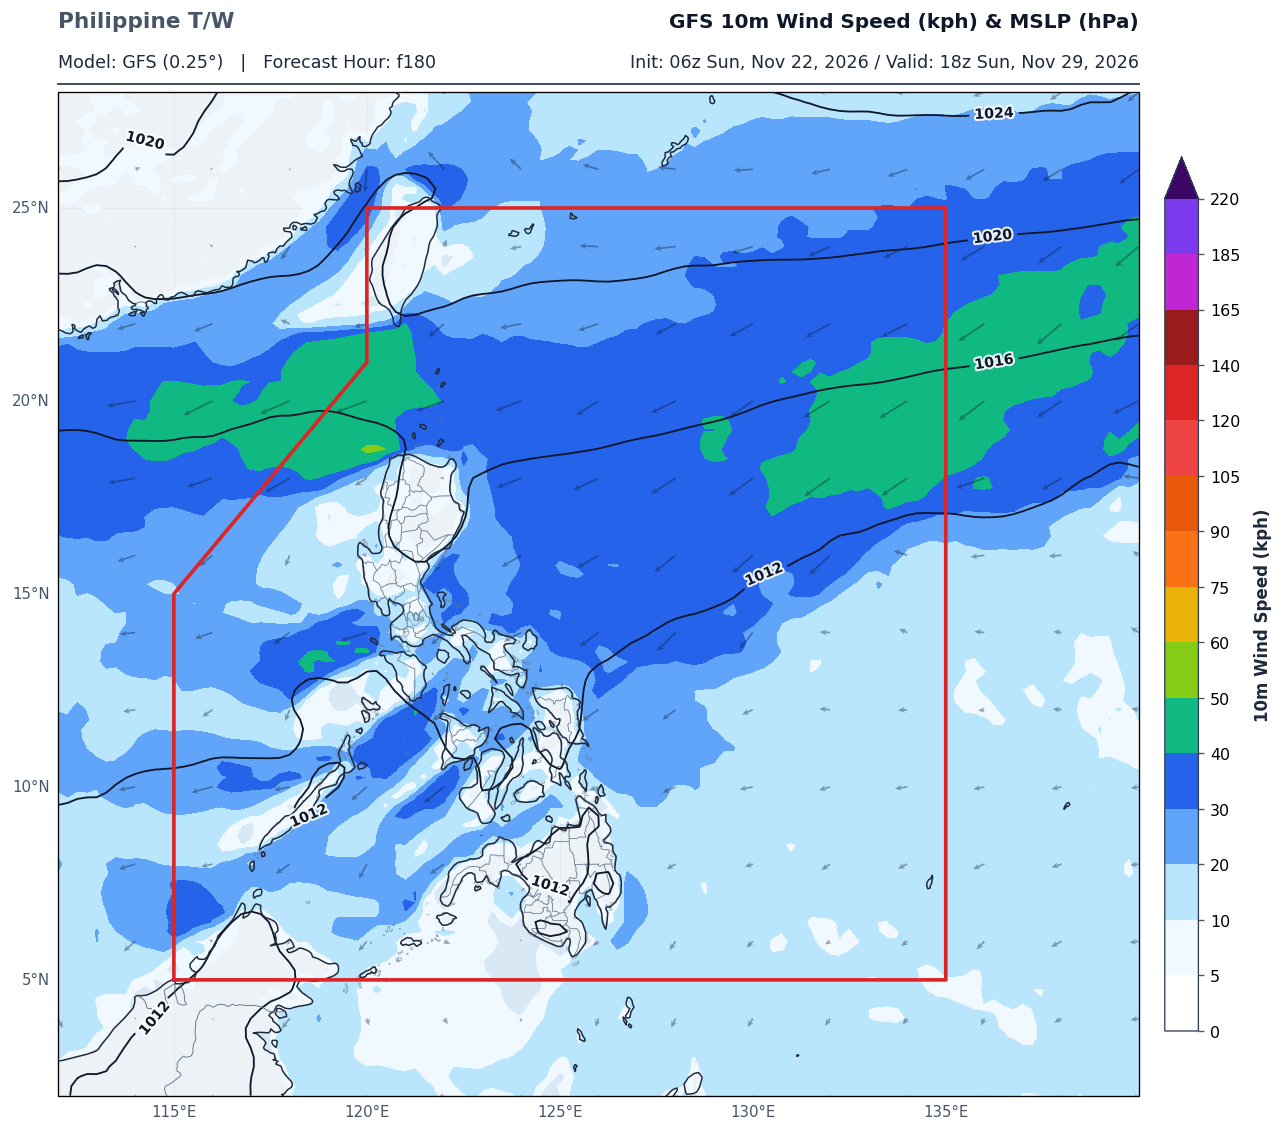 Philippine T/W
GFS 10m Wind Speed (kph) & MSLP (hPa)
Model: GFS (0.25°) | Forecast Hour: f180
Init: 06z Sun, Nov 22, 2026 / Valid: 18z Sun, Nov 29, 2026
1020
1024
1020
1016
1012
1012
1012
1012
25°N
20°N
15°N
10°N
5°N
115°E
120°E
125°E
130°E
135°E
220
185
165
140
120
105
90
75
60
50
40
30
20
10
5
0
10m Wind Speed (kph)